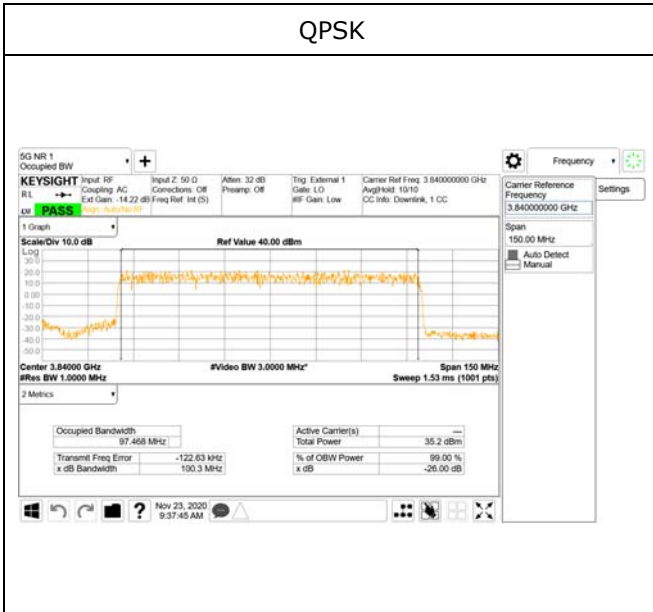 QPSK
5G NR 1
Occupied BW
Frequency
KEYSIGHT
RL
PASS
Input: RF
Coupling: AC
Ext Gain: -14.22 dB
Align: Auto/No RF
Input Z: 50 Ω
Corrections: Off
Freq Ref: Int (S)
Atten: 32 dB
Preamp: Off
Trig: External 1
Gate: LO
#IF Gain: Low
Carrier Ref Freq: 3.840000000 GHz
Avg|Hold: 10/10
CC Info: Downlink, 1 CC
Carrier Reference
Frequency
3.840000000 GHz
Settings
Span
150.00 MHz
Auto Detect
Manual
1 Graph
Scale/Div 10.0 dB
Ref Value 40.00 dBm
Log
30.0
20.0
10.0
0.00
-10.0
-20.0
-30.0
-40.0
-50.0
Center 3.84000 GHz
#Video BW 3.0000 MHz*
Span 150 MHz
#Res BW 1.0000 MHz
Sweep 1.53 ms (1001 pts)
2 Metrics
Occupied Bandwidth
97.468 MHz
Transmit Freq Error -122.63 kHz
x dB Bandwidth 100.3 MHz
Active Carrier(s) ---
Total Power 35.2 dBm
% of OBW Power 99.00 %
x dB -26.00 dB
Nov 23, 2020
9:37:45 AM